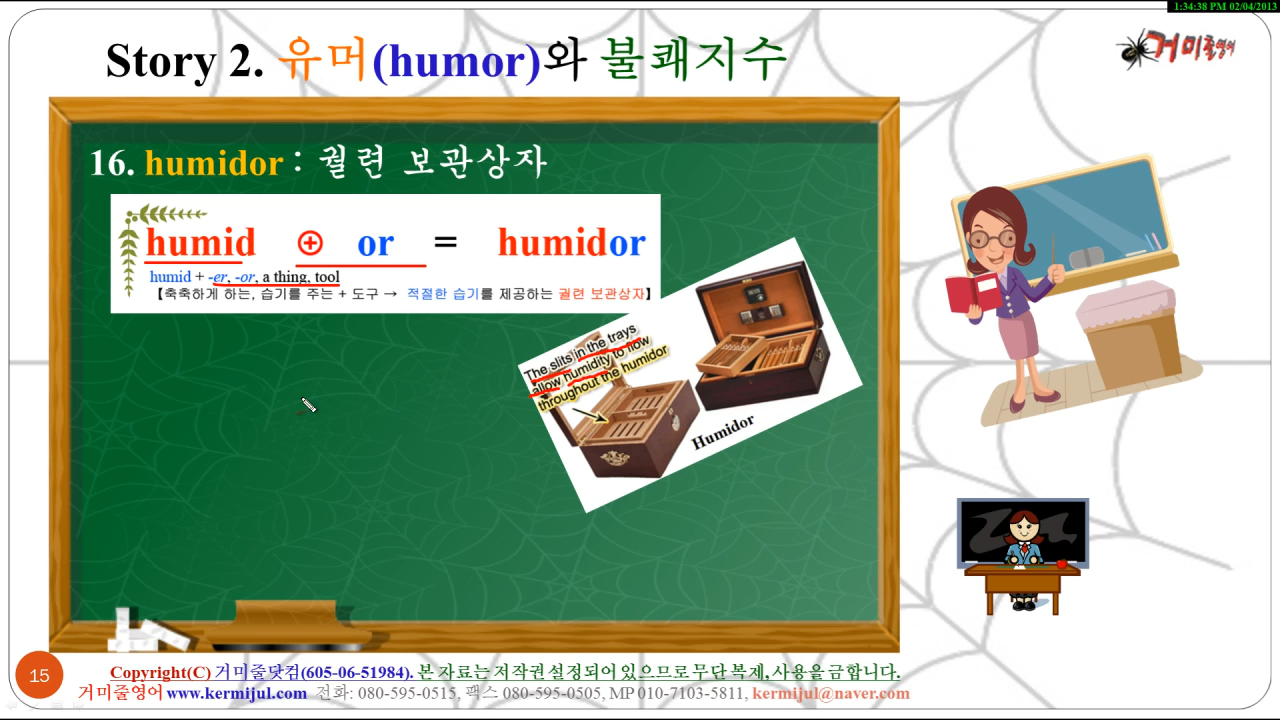 1:34:38 PM 02/04/2013
Story 2. 유머(humor)와 불쾌지수
거미줄영어
16. humidor : 궐련 보관상자
humid ⊕ or = humidor
humid + -er, -or, a thing, tool
【축축하게 하는, 습기를 주는 + 도구 → 적절한 습기를 제공하는 궐련 보관상자】
The slits in the trays
allow humidity to flow
throughout the humidor
Humidor
15
Copyright(C) 거미줄닷컴(605-06-51984). 본 자료는 저작권 설정되어 있으므로 무단 복제, 사용을 금합니다.
거미줄영어 www.kermijul.com 전화: 080-595-0515, 팩스 080-595-0505, MP 010-7103-5811, kermijul@naver.com